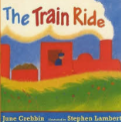 The Train Ride
June Crebbin Stephen Lambert